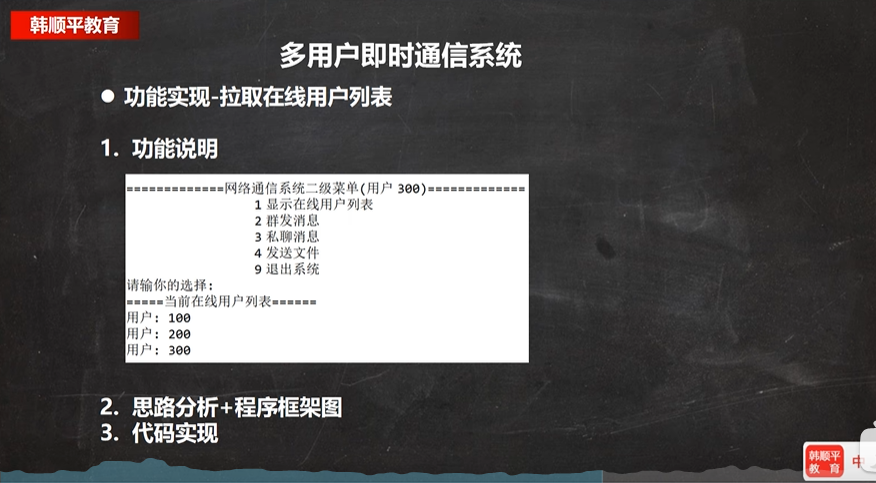 韩顺平教育
多用户即时通信系统
● 功能实现-拉取在线用户列表
1. 功能说明
=============网络通信系统二级菜单(用户 300)=============
1 显示在线用户列表
2 群发消息
3 私聊消息
4 发送文件
9 退出系统
请输你的选择:
=====当前在线用户列表======
用户: 100
用户: 200
用户: 300
2. 思路分析+程序框架图
3. 代码实现
韩顺平
教 育
中